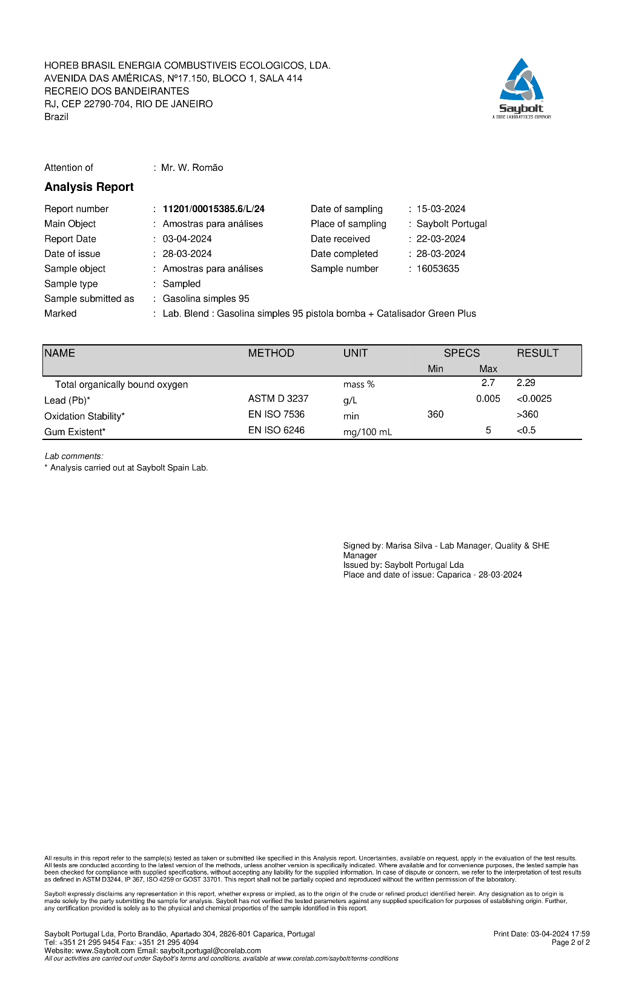 HOREB BRASIL ENERGIA COMBUSTIVEIS ECOLOGICOS, LDA.
AVENIDA DAS AMÉRICAS, Nº17.150, BLOCO 1, SALA 414
RECREIO DOS BANDEIRANTES
RJ, CEP 22790-704, RIO DE JANEIRO
Brazil
Saybolt
A CORE LABORATORIES COMPANY
Attention of : Mr. W. Romão
Analysis Report
Report number : 11201/00015385.6/L/24 Date of sampling : 15-03-2024
Main Object : Amostras para análises Place of sampling : Saybolt Portugal
Report Date : 03-04-2024 Date received : 22-03-2024
Date of issue : 28-03-2024 Date completed : 28-03-2024
Sample object : Amostras para análises Sample number : 16053635
Sample type : Sampled
Sample submitted as : Gasolina simples 95
Marked : Lab. Blend : Gasolina simples 95 pistola bomba + Catalisador Green Plus
NAME METHOD UNIT SPECS RESULT
Min Max
Total organically bound oxygen mass % 2.7 2.29
Lead (Pb)* ASTM D 3237 g/L 0.005 <0.0025
Oxidation Stability* EN ISO 7536 min 360 >360
Gum Existent* EN ISO 6246 mg/100 mL 5 <0.5
Lab comments:
* Analysis carried out at Saybolt Spain Lab.
Signed by: Marisa Silva - Lab Manager, Quality & SHE
Manager
Issued by: Saybolt Portugal Lda
Place and date of issue: Caparica - 28-03-2024
All results in this report refer to the sample(s) tested as taken or submitted like specified in this Analysis report. Uncertainties, available on request, apply in the evaluation of the test results.
All tests are conducted according to the latest version of the methods, unless another version is specifically indicated. Where available and for convenience purposes, the tested sample has
been checked for compliance with supplied specifications, without accepting any liability for the supplied information. In case of dispute or concern, we refer to the interpretation of test results
as defined in ASTM D3244, IP 367, ISO 4259 or GOST 33701. This report shall not be partially copied and reproduced without the written permission of the laboratory.
Saybolt expressly disclaims any representation in this report, whether express or implied, as to the origin of the crude or refined product identified herein. Any designation as to origin is
made solely by the party submitting the sample for analysis. Saybolt has not verified the tested parameters against any supplied specification for purposes of establishing origin. Further,
any certification provided is solely as to the physical and chemical properties of the sample identified in this report.
Saybolt Portugal Lda, Porto Brandão, Apartado 304, 2826-801 Caparica, Portugal Print Date: 03-04-2024 17:59
Tel: +351 21 295 9454 Fax: +351 21 295 4094 Page 2 of 2
Website: www.Saybolt.com Email: saybolt.portugal@corelab.com
All our activities are carried out under Saybolt's terms and conditions, available at www.corelab.com/saybolt/terms-conditions